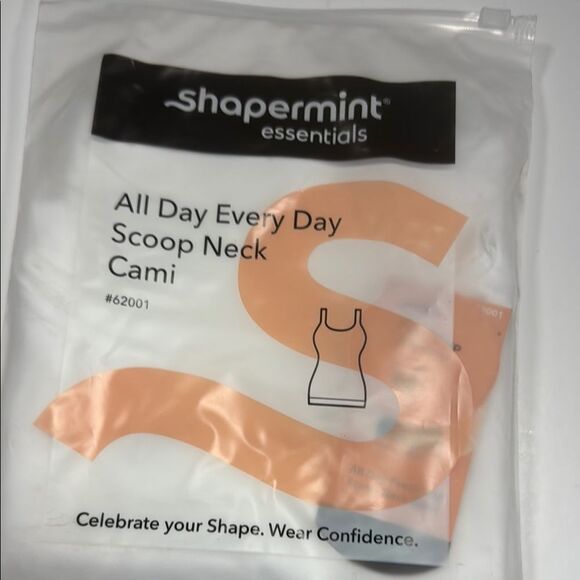 shapermint®
essentials
All Day Every Day
Scoop Neck
Cami
#62001
Celebrate your Shape. Wear Confidence.